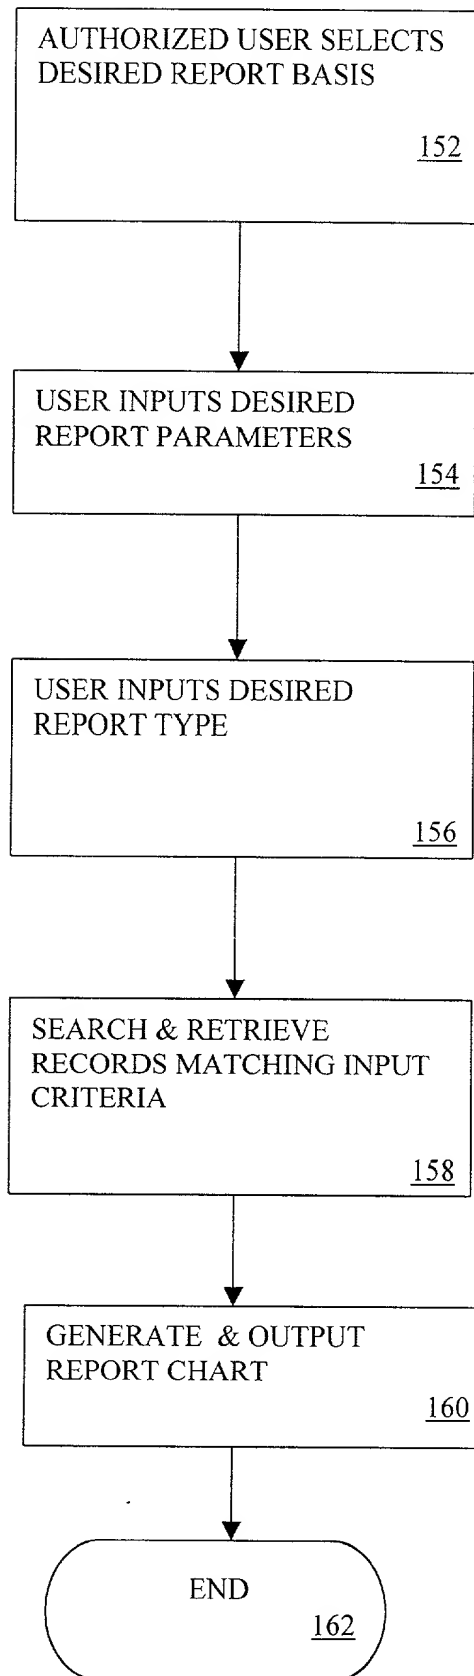 AUTHORIZED USER SELECTS
DESIRED REPORT BASIS
152
USER INPUTS DESIRED
REPORT PARAMETERS
154
USER INPUTS DESIRED
REPORT TYPE
156
SEARCH & RETRIEVE
RECORDS MATCHING INPUT
CRITERIA
158
GENERATE & OUTPUT
REPORT CHART
160
END
162